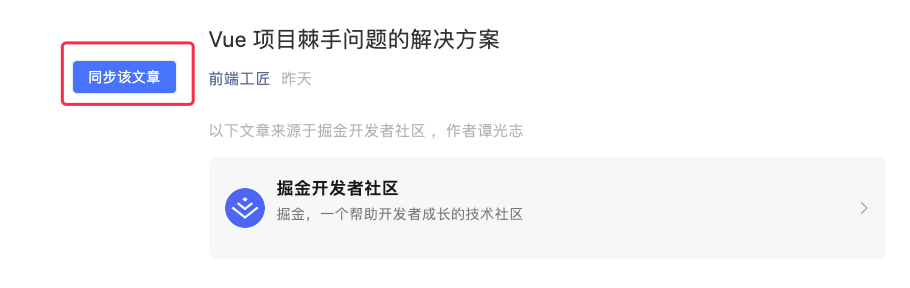 Vue 项目棘手问题的解决方案
同步该文章
前端工匠 昨天
以下文章来源于掘金开发者社区 ，作者谭光志
掘金开发者社区
掘金，一个帮助开发者成长的技术社区